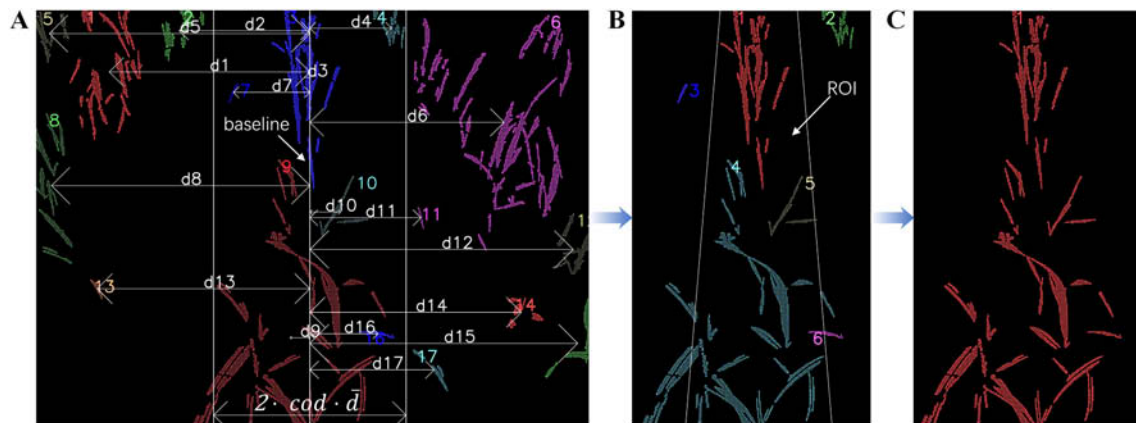 A
B
C
5
1
2
4
6
d2
d5
d4
d1
d3
7
d7
d6
baseline
8
9
10
d8
d10
d11
11
1
d12
13
d13
d14
14
d9
d16
16
d15
d17
17
2 · cod · d̄
2
3
ROI
4
5
6
1